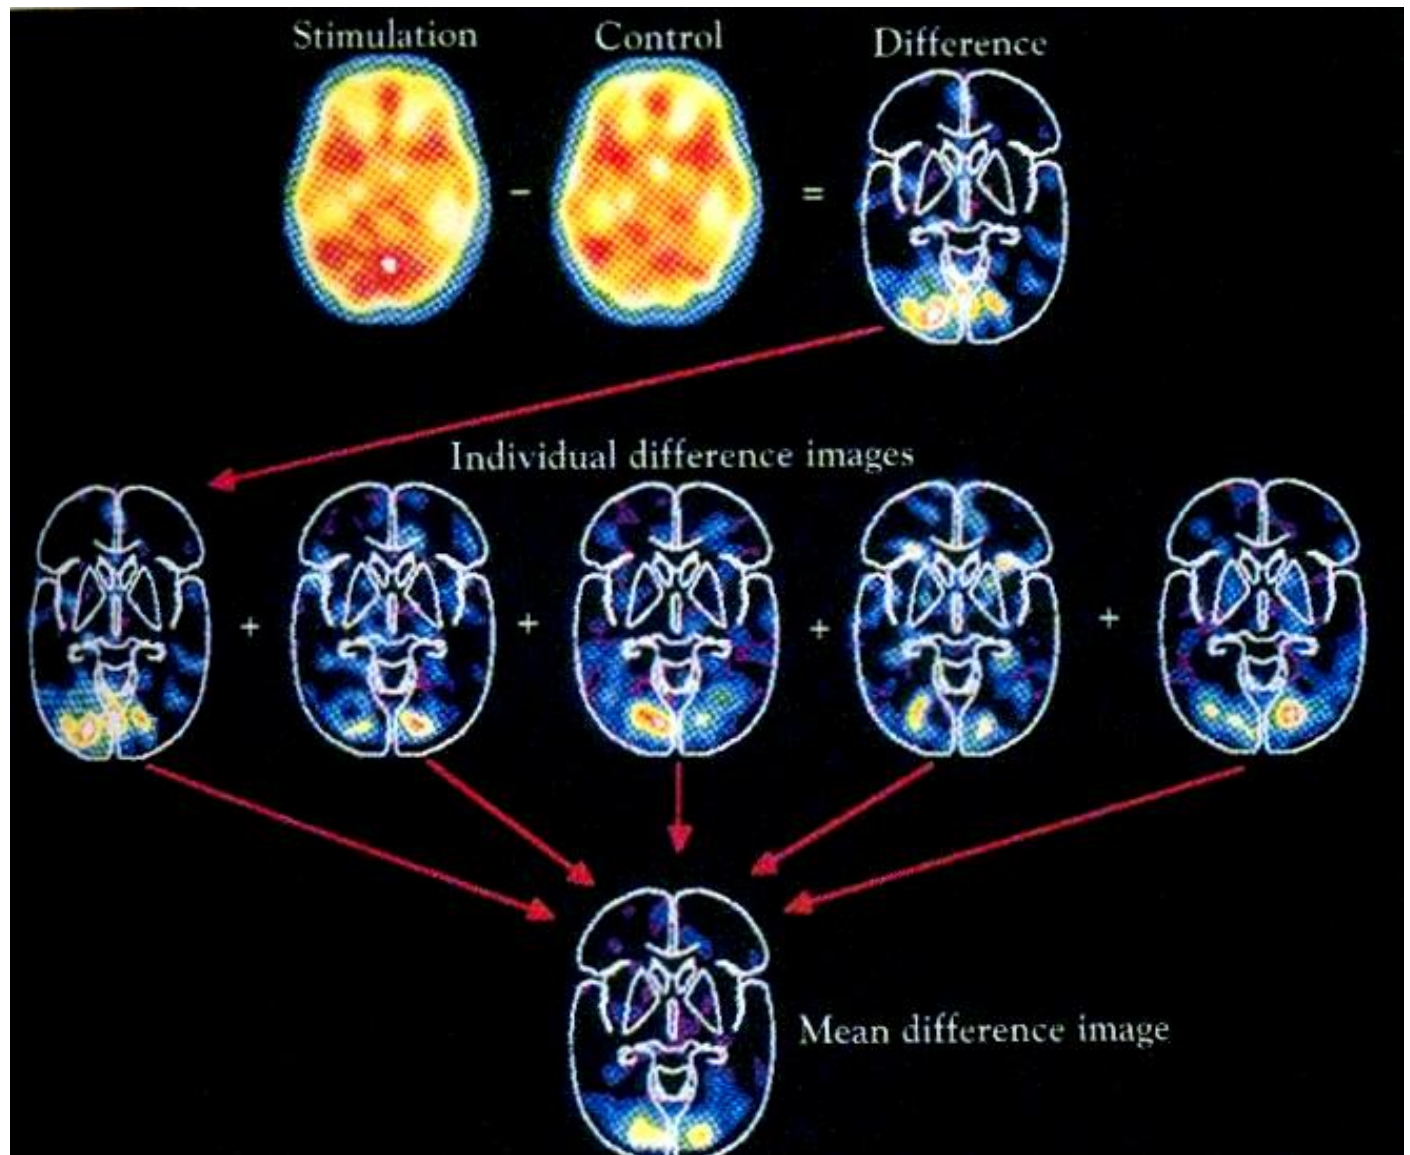 Stimulation
Control
Difference
−
=
Individual difference images
+
+
+
+
Mean difference image